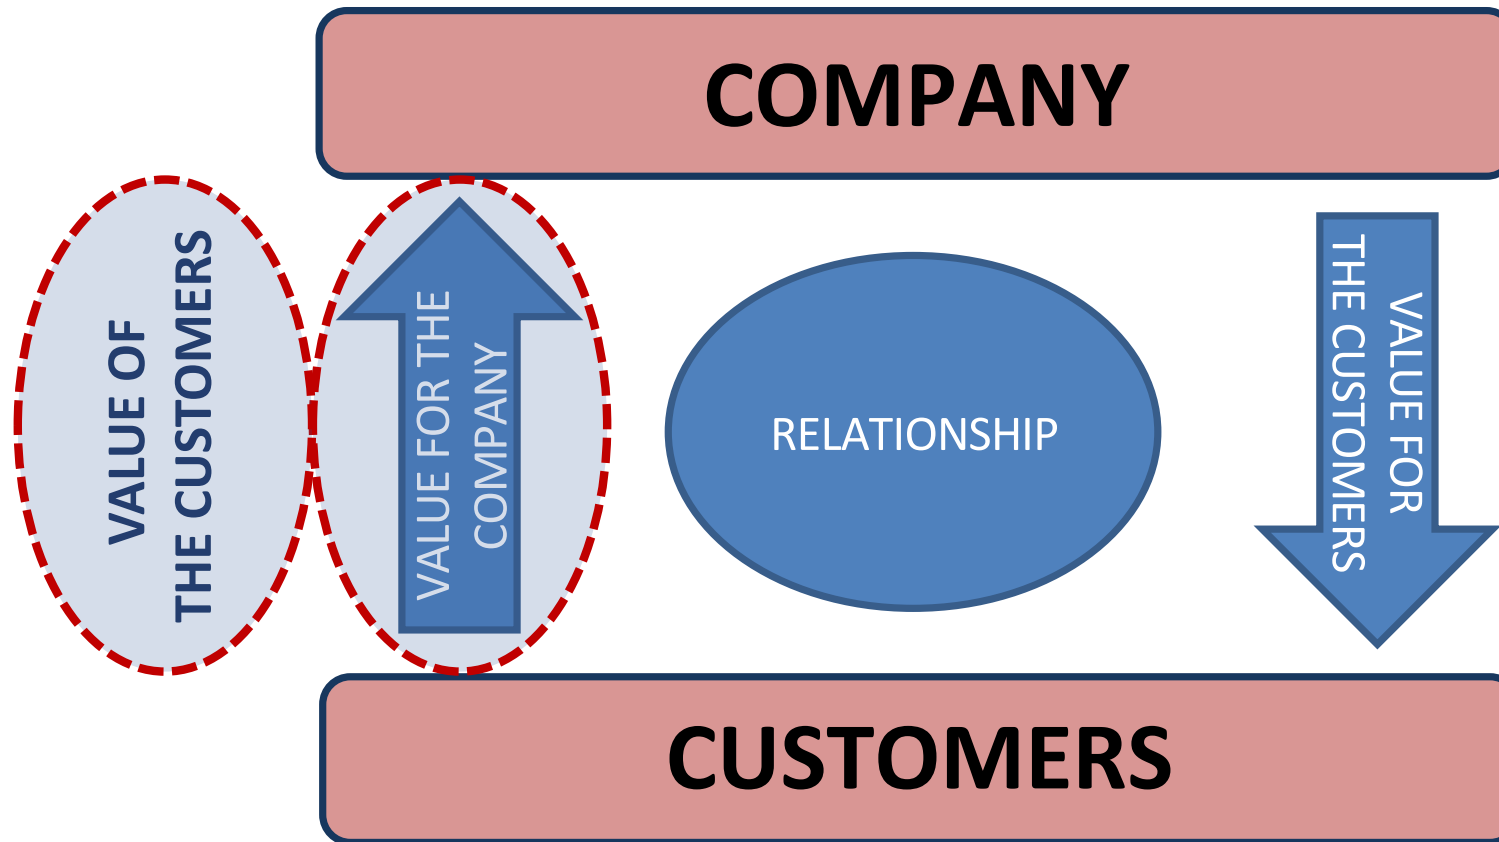 COMPANY
VALUE OF
THE CUSTOMERS
VALUE FOR THE
COMPANY
RELATIONSHIP
VALUE FOR
THE CUSTOMERS
CUSTOMERS